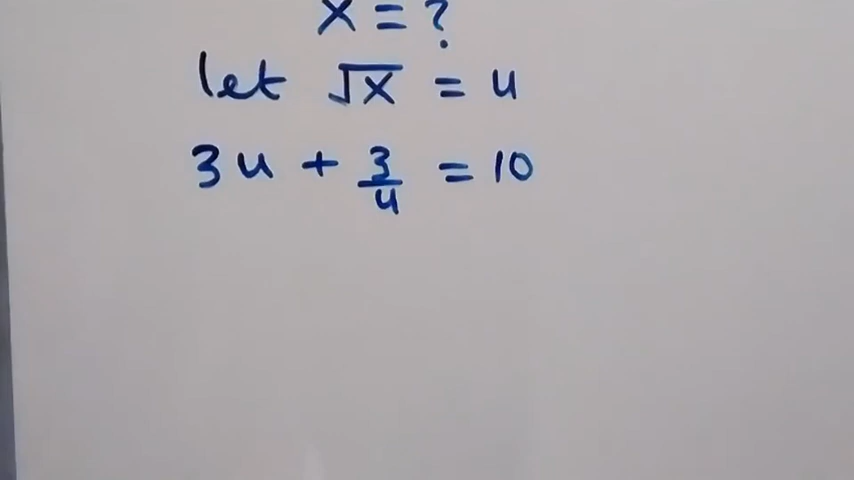 x = ?
let √x = u
3u + 3/u = 10